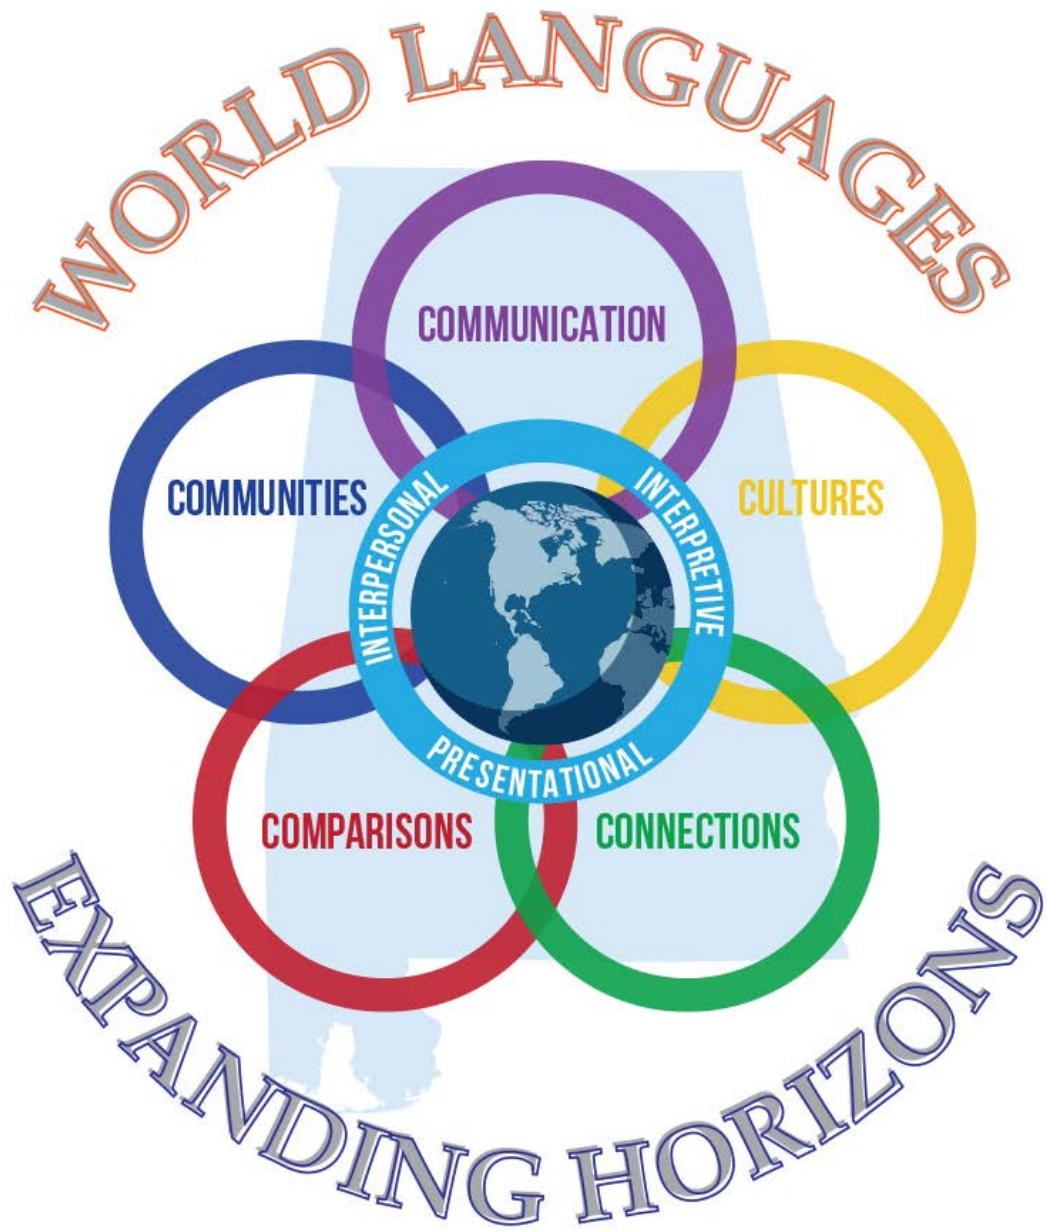 WORLD LANGUAGES
COMMUNICATION
COMMUNITIES
CULTURES
INTERPERSONAL
INTERPRETIVE
PRESENTATIONAL
COMPARISONS
CONNECTIONS
EXPANDING HORIZONS